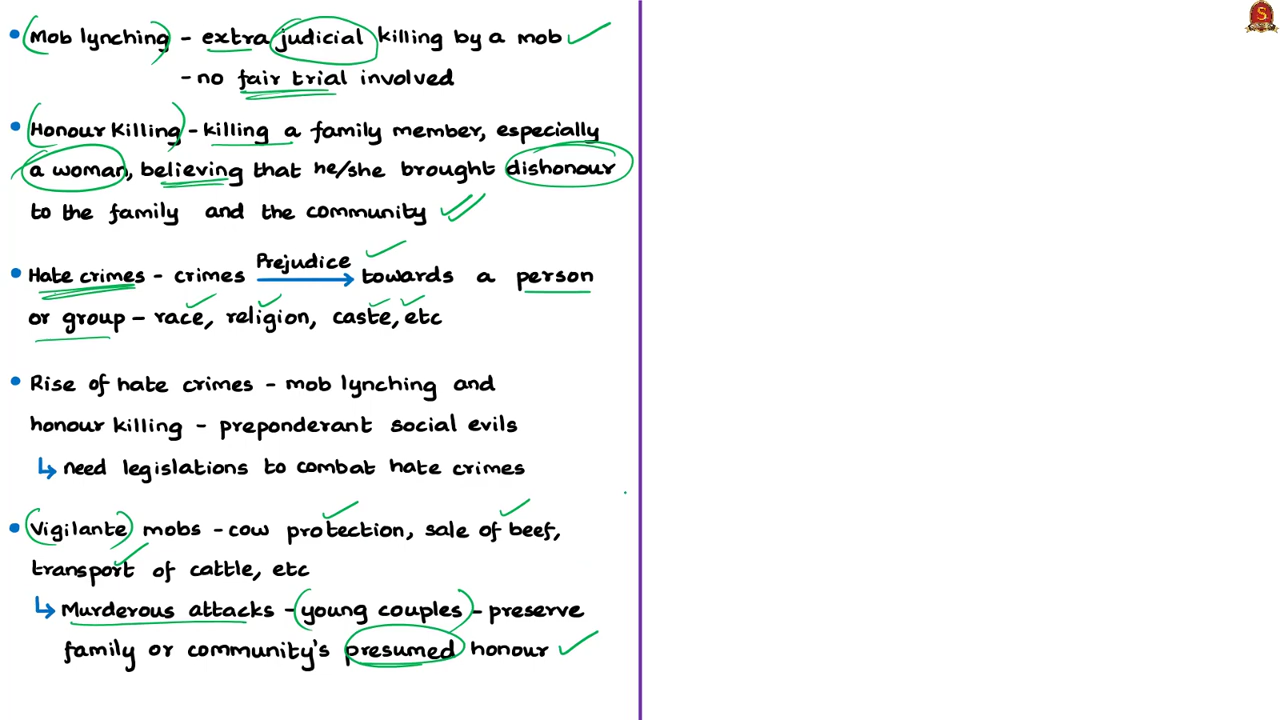 • Mob lynching - extra judicial killing by a mob
- no fair trial involved
• Honour Killing - killing a family member, especially
a woman, believing that he/she brought dishonour
to the family and the community
• Hate crimes - crimes Prejudice → towards a person
or group - race, religion, caste, etc
• Rise of hate crimes - mob lynching and
honour killing - preponderant social evils
↳ need legislations to combat hate crimes
• Vigilante mobs - cow protection, sale of beef,
transport of cattle, etc
↳ Murderous attacks - young couples - preserve
family or community's presumed honour
S